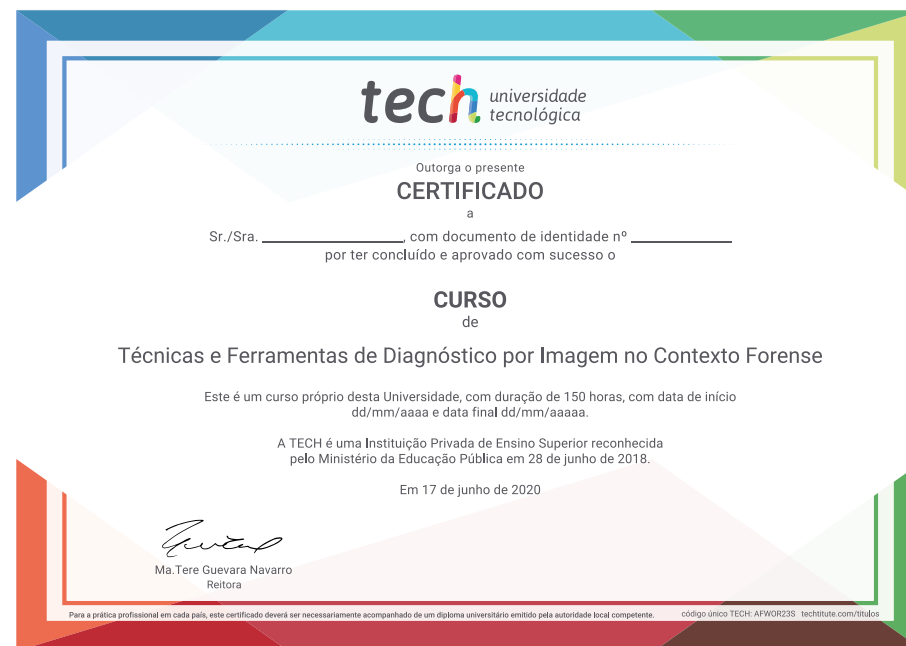 tech universidade
tecnológica
Outorga o presente
CERTIFICADO
a
Sr./Sra. ____________, com documento de identidade nº ____________
por ter concluído e aprovado com sucesso o
CURSO
de
Técnicas e Ferramentas de Diagnóstico por Imagem no Contexto Forense
Este é um curso próprio desta Universidade, com duração de 150 horas, com data de início
dd/mm/aaaa e data final dd/mm/aaaaa.
A TECH é uma Instituição Privada de Ensino Superior reconhecida
pelo Ministério da Educação Pública em 28 de junho de 2018.
Em 17 de junho de 2020
Ma.Tere Guevara Navarro
Reitora
Para a prática profissional em cada país, este certificado deverá ser necessariamente acompanhado de um diploma universitário emitido pela autoridade local competente. código único TECH: AFWOR23S techtitute.com/titulos